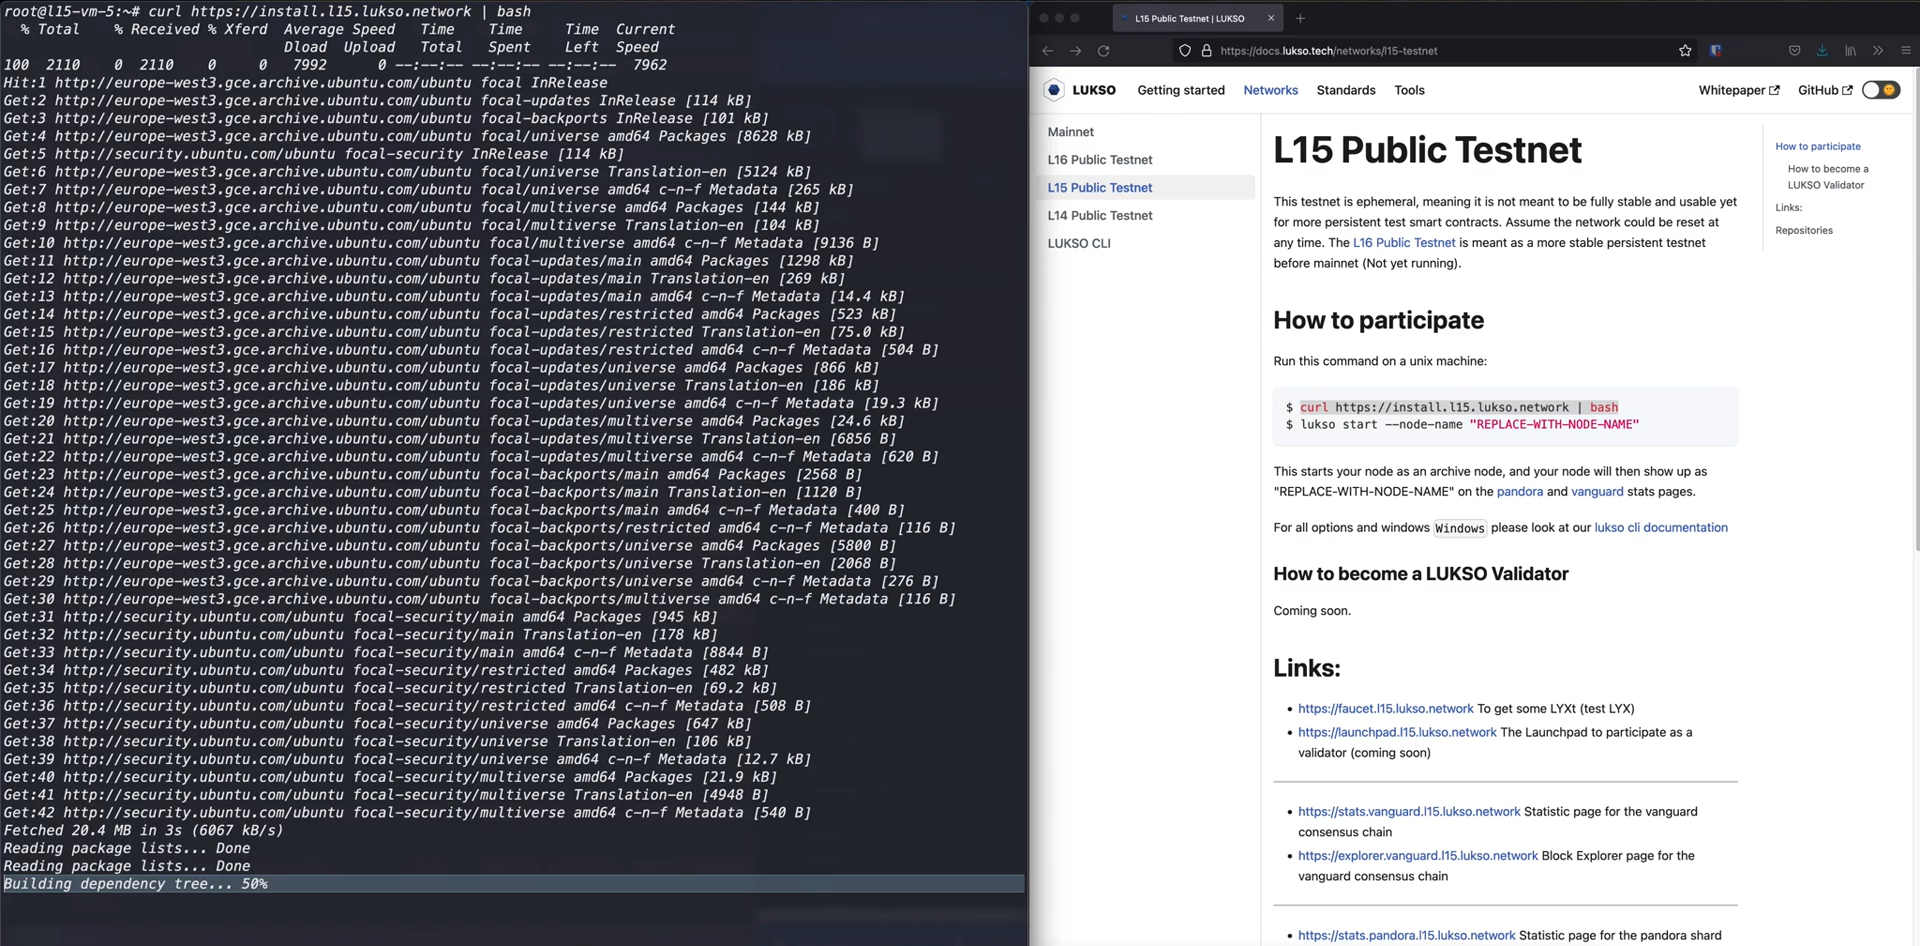 root@l15-vm-5:~# curl https://install.l15.lukso.network | bash
% Total % Received % Xferd Average Speed Time Time Time Current
Dload Upload Total Spent Left Speed
100 2110 0 2110 0 0 7992 0 --:--:-- --:--:-- --:--:-- 7962
Hit:1 http://europe-west3.gce.archive.ubuntu.com/ubuntu focal InRelease
Get:2 http://europe-west3.gce.archive.ubuntu.com/ubuntu focal-updates InRelease [114 kB]
Get:3 http://europe-west3.gce.archive.ubuntu.com/ubuntu focal-backports InRelease [101 kB]
Get:4 http://europe-west3.gce.archive.ubuntu.com/ubuntu focal/universe amd64 Packages [8628 kB]
Get:5 http://security.ubuntu.com/ubuntu focal-security InRelease [114 kB]
Get:6 http://europe-west3.gce.archive.ubuntu.com/ubuntu focal/universe Translation-en [5124 kB]
Get:7 http://europe-west3.gce.archive.ubuntu.com/ubuntu focal/universe amd64 c-n-f Metadata [265 kB]
Get:8 http://europe-west3.gce.archive.ubuntu.com/ubuntu focal/multiverse amd64 Packages [144 kB]
Get:9 http://europe-west3.gce.archive.ubuntu.com/ubuntu focal/multiverse Translation-en [104 kB]
Get:10 http://europe-west3.gce.archive.ubuntu.com/ubuntu focal/multiverse amd64 c-n-f Metadata [9136 B]
Get:11 http://europe-west3.gce.archive.ubuntu.com/ubuntu focal-updates/main amd64 Packages [1298 kB]
Get:12 http://europe-west3.gce.archive.ubuntu.com/ubuntu focal-updates/main Translation-en [269 kB]
Get:13 http://europe-west3.gce.archive.ubuntu.com/ubuntu focal-updates/main amd64 c-n-f Metadata [14.4 kB]
Get:14 http://europe-west3.gce.archive.ubuntu.com/ubuntu focal-updates/restricted amd64 Packages [523 kB]
Get:15 http://europe-west3.gce.archive.ubuntu.com/ubuntu focal-updates/restricted Translation-en [75.0 kB]
Get:16 http://europe-west3.gce.archive.ubuntu.com/ubuntu focal-updates/restricted amd64 c-n-f Metadata [504 B]
Get:17 http://europe-west3.gce.archive.ubuntu.com/ubuntu focal-updates/universe amd64 Packages [866 kB]
Get:18 http://europe-west3.gce.archive.ubuntu.com/ubuntu focal-updates/universe Translation-en [186 kB]
Get:19 http://europe-west3.gce.archive.ubuntu.com/ubuntu focal-updates/universe amd64 c-n-f Metadata [19.3 kB]
Get:20 http://europe-west3.gce.archive.ubuntu.com/ubuntu focal-updates/multiverse amd64 Packages [24.6 kB]
Get:21 http://europe-west3.gce.archive.ubuntu.com/ubuntu focal-updates/multiverse Translation-en [6856 B]
Get:22 http://europe-west3.gce.archive.ubuntu.com/ubuntu focal-updates/multiverse amd64 c-n-f Metadata [620 B]
Get:23 http://europe-west3.gce.archive.ubuntu.com/ubuntu focal-backports/main amd64 Packages [2568 B]
Get:24 http://europe-west3.gce.archive.ubuntu.com/ubuntu focal-backports/main Translation-en [1120 B]
Get:25 http://europe-west3.gce.archive.ubuntu.com/ubuntu focal-backports/main amd64 c-n-f Metadata [400 B]
Get:26 http://europe-west3.gce.archive.ubuntu.com/ubuntu focal-backports/restricted amd64 c-n-f Metadata [116 B]
Get:27 http://europe-west3.gce.archive.ubuntu.com/ubuntu focal-backports/universe amd64 Packages [5800 B]
Get:28 http://europe-west3.gce.archive.ubuntu.com/ubuntu focal-backports/universe Translation-en [2068 B]
Get:29 http://europe-west3.gce.archive.ubuntu.com/ubuntu focal-backports/universe amd64 c-n-f Metadata [276 B]
Get:30 http://europe-west3.gce.archive.ubuntu.com/ubuntu focal-backports/multiverse amd64 c-n-f Metadata [116 B]
Get:31 http://security.ubuntu.com/ubuntu focal-security/main amd64 Packages [945 kB]
Get:32 http://security.ubuntu.com/ubuntu focal-security/main Translation-en [178 kB]
Get:33 http://security.ubuntu.com/ubuntu focal-security/main amd64 c-n-f Metadata [8844 B]
Get:34 http://security.ubuntu.com/ubuntu focal-security/restricted amd64 Packages [482 kB]
Get:35 http://security.ubuntu.com/ubuntu focal-security/restricted Translation-en [69.2 kB]
Get:36 http://security.ubuntu.com/ubuntu focal-security/restricted amd64 c-n-f Metadata [508 B]
Get:37 http://security.ubuntu.com/ubuntu focal-security/universe amd64 Packages [647 kB]
Get:38 http://security.ubuntu.com/ubuntu focal-security/universe Translation-en [106 kB]
Get:39 http://security.ubuntu.com/ubuntu focal-security/universe amd64 c-n-f Metadata [12.7 kB]
Get:40 http://security.ubuntu.com/ubuntu focal-security/multiverse amd64 Packages [21.9 kB]
Get:41 http://security.ubuntu.com/ubuntu focal-security/multiverse Translation-en [4948 B]
Get:42 http://security.ubuntu.com/ubuntu focal-security/multiverse amd64 c-n-f Metadata [540 B]
Fetched 20.4 MB in 3s (6067 kB/s)
Reading package lists... Done
Reading package lists... Done
Building dependency tree... 50%
L15 Public Testnet | LUKSO
https://docs.lukso.tech/networks/l15-testnet
LUKSO Getting started Networks Standards Tools Whitepaper GitHub
Mainnet
L16 Public Testnet
L15 Public Testnet
L14 Public Testnet
LUKSO CLI
L15 Public Testnet
This testnet is ephemeral, meaning it is not meant to be fully stable and usable yet
for more persistent test smart contracts. Assume the network could be reset at
any time. The L16 Public Testnet is meant as a more stable persistent testnet
before mainnet (Not yet running).
How to participate
Run this command on a unix machine:
$ curl https://install.l15.lukso.network | bash
$ lukso start --node-name "REPLACE-WITH-NODE-NAME"
This starts your node as an archive node, and your node will then show up as
"REPLACE-WITH-NODE-NAME" on the pandora and vanguard stats pages.
For all options and windows Windows please look at our lukso cli documentation
How to become a LUKSO Validator
Coming soon.
Links:
• https://faucet.l15.lukso.network To get some LYXt (test LYX)
• https://launchpad.l15.lukso.network The Launchpad to participate as a
validator (coming soon)
• https://stats.vanguard.l15.lukso.network Statistic page for the vanguard
consensus chain
• https://explorer.vanguard.l15.lukso.network Block Explorer page for the
vanguard consensus chain
• https://stats.pandora.l15.lukso.network Statistic page for the pandora shard
How to participate
How to become a
LUKSO Validator
Links:
Repositories